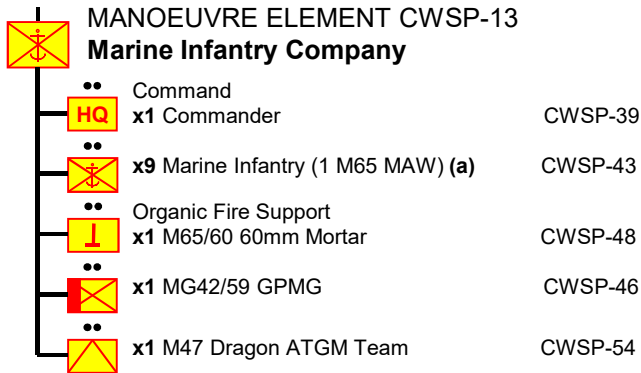 MANOEUVRE ELEMENT CWSP-13
Marine Infantry Company
Command
HQ x1 Commander CWSP-39
x9 Marine Infantry (1 M65 MAW) (a) CWSP-43
Organic Fire Support
x1 M65/60 60mm Mortar CWSP-48
x1 MG42/59 GPMG CWSP-46
x1 M47 Dragon ATGM Team CWSP-54